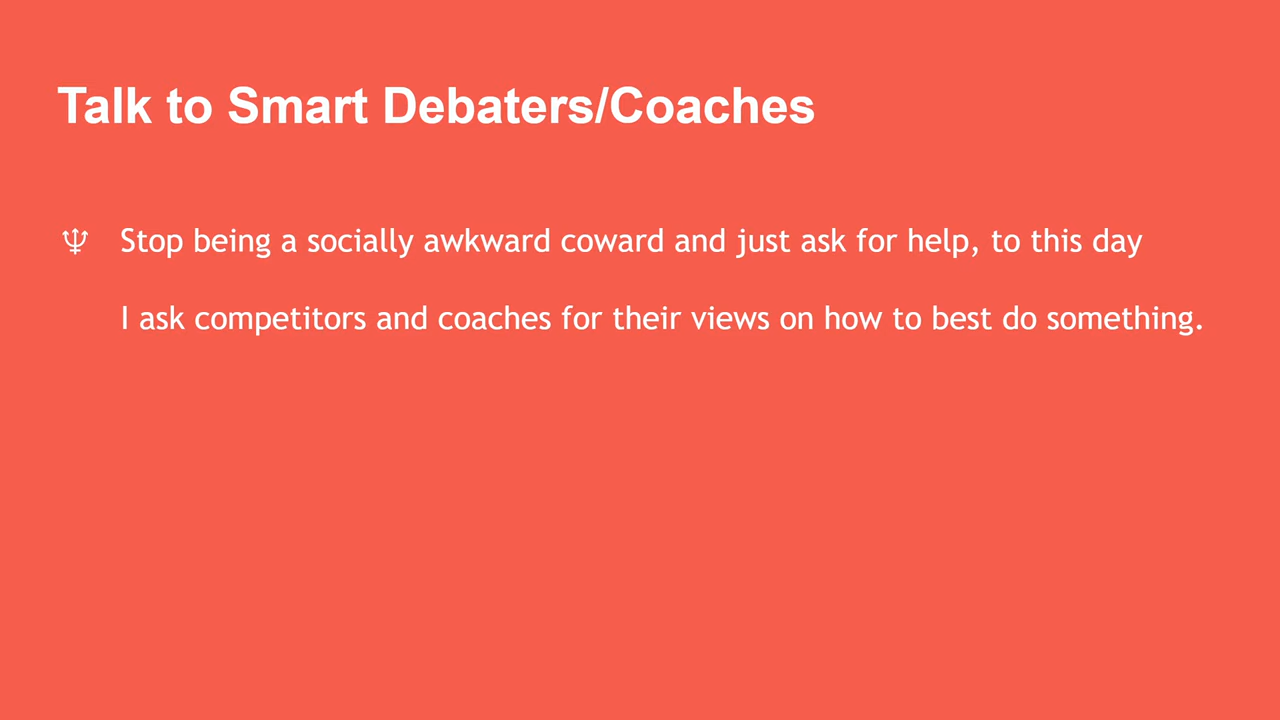 Talk to Smart Debaters/Coaches
♆ Stop being a socially awkward coward and just ask for help, to this day
I ask competitors and coaches for their views on how to best do something.